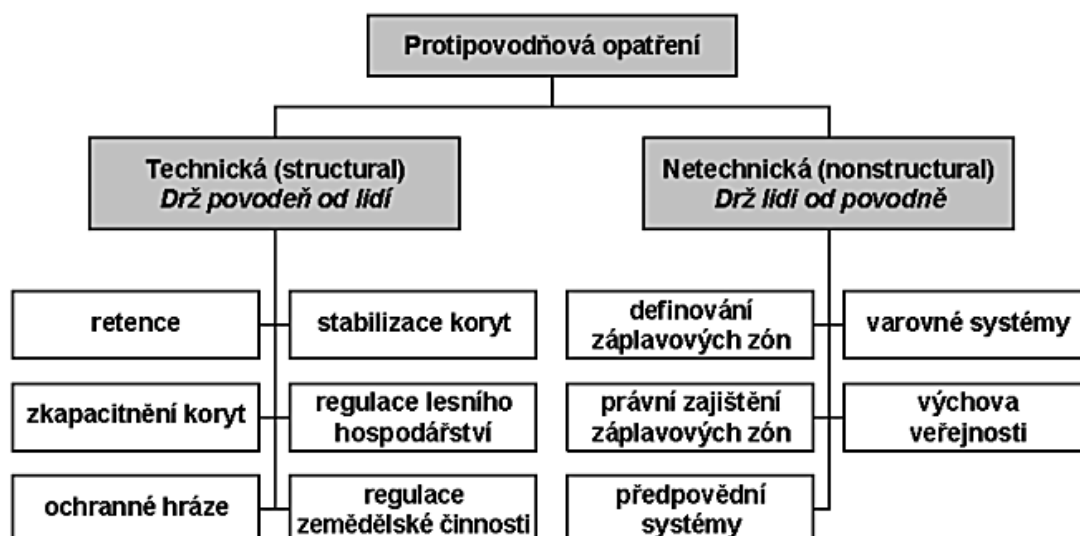 Protipovodňová opatření
Technická (structural)
Drž povodeň od lidí
Netechnická (nonstructural)
Drž lidi od povodně
retence
stabilizace koryt
definování
záplavových zón
varovné systémy
zkapacitnění koryt
regulace lesního
hospodářství
právní zajištění
záplavových zón
výchova
veřejnosti
ochranné hráze
regulace
zemědělské činnosti
předpovědní
systémy